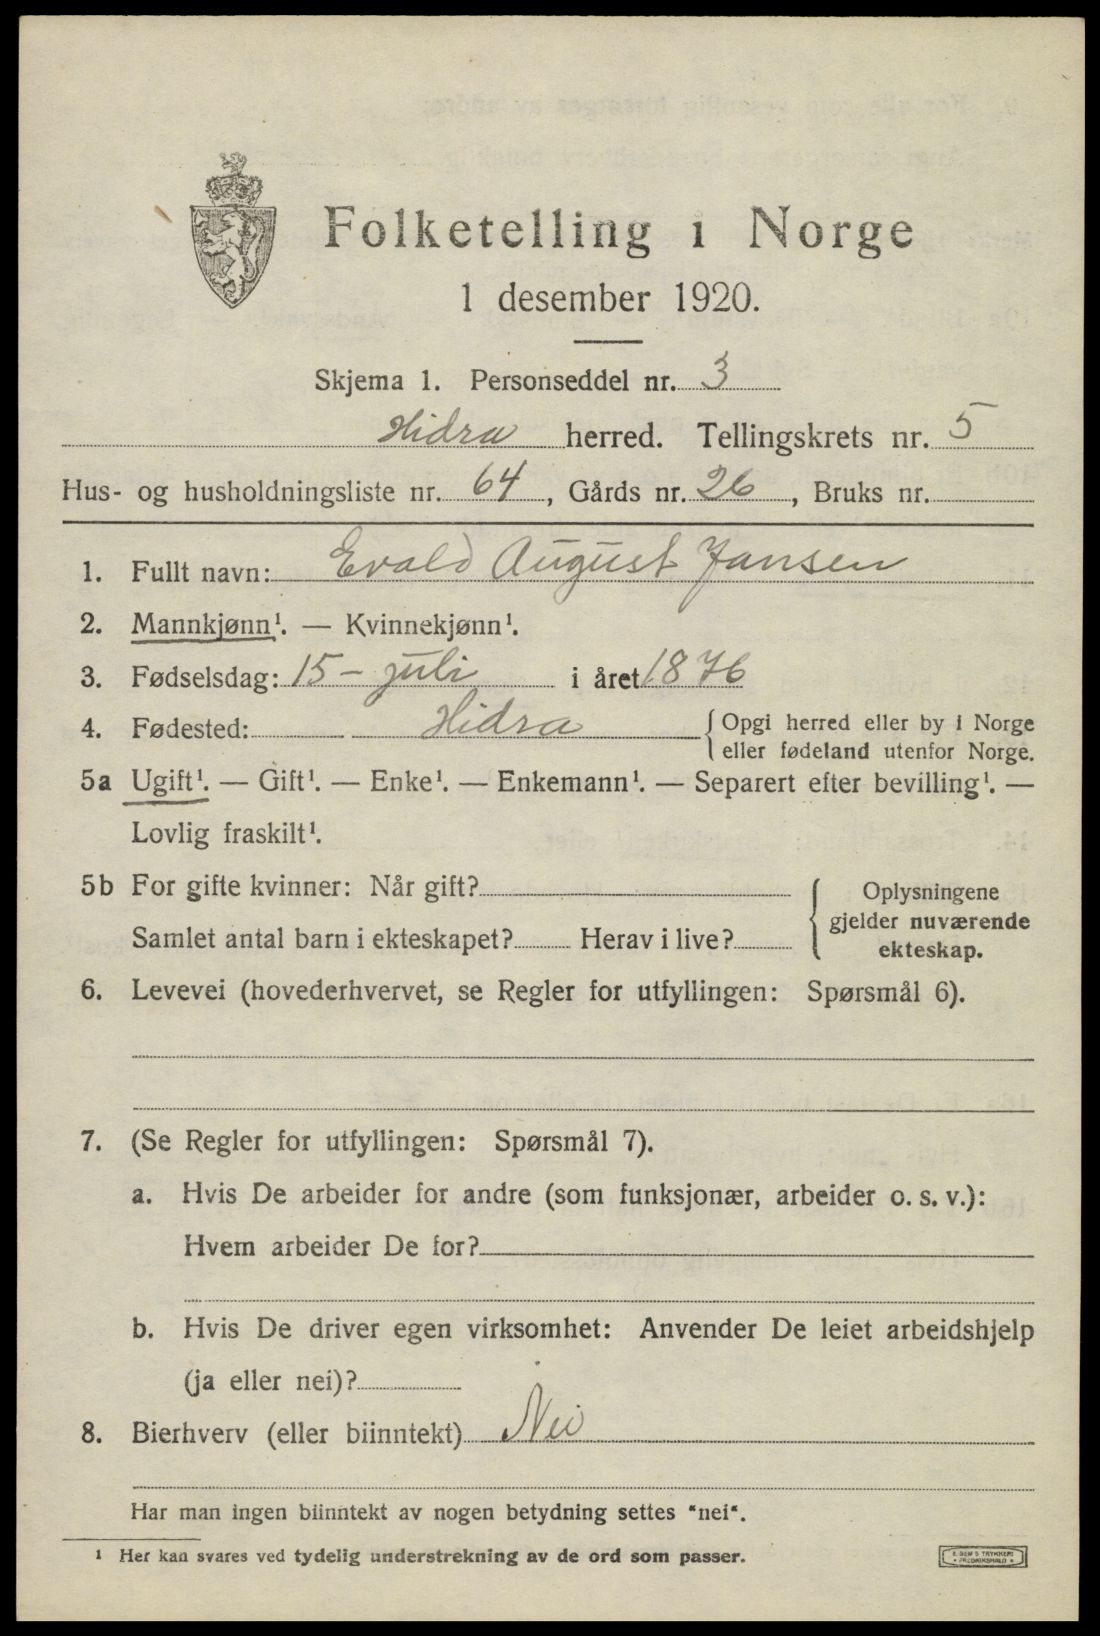 Folketelling i Norge
1 desember 1920.
Skjema 1. Personseddel nr. 3
Hidra herred. Tellingskrets nr. 5
Hus- og husholdningsliste nr. 64, Gårds nr. 26, Bruks nr.
1. Fullt navn: Evald August Jansen
2. Mannkjønn¹. — Kvinnekjønn¹.
3. Fødselsdag: 15 - juli i året 1876
4. Fødested: Hidra { Opgi herred eller by i Norge
eller fødeland utenfor Norge.
5a Ugift¹. — Gift¹. — Enke¹. — Enkemann¹. — Separert efter bevilling¹. —
Lovlig fraskilt¹.
5b For gifte kvinner: Når gift?
Samlet antal barn i ekteskapet? Herav i live?
{ Oplysningene
gjelder nuværende
ekteskap.
6. Levevei (hovederhvervet, se Regler for utfyllingen: Spørsmål 6).
7. (Se Regler for utfyllingen: Spørsmål 7).
a. Hvis De arbeider for andre (som funksjonær, arbeider o. s. v.):
Hvem arbeider De for?
b. Hvis De driver egen virksomhet: Anvender De leiet arbeidshjelp
(ja eller nei)?
8. Bierhverv (eller biinntekt) Nei
Har man ingen biinntekt av nogen betydning settes "nei".
¹ Her kan svares ved tydelig understrekning av de ord som passer.
TRYKKERI
FREDRIKSHALD